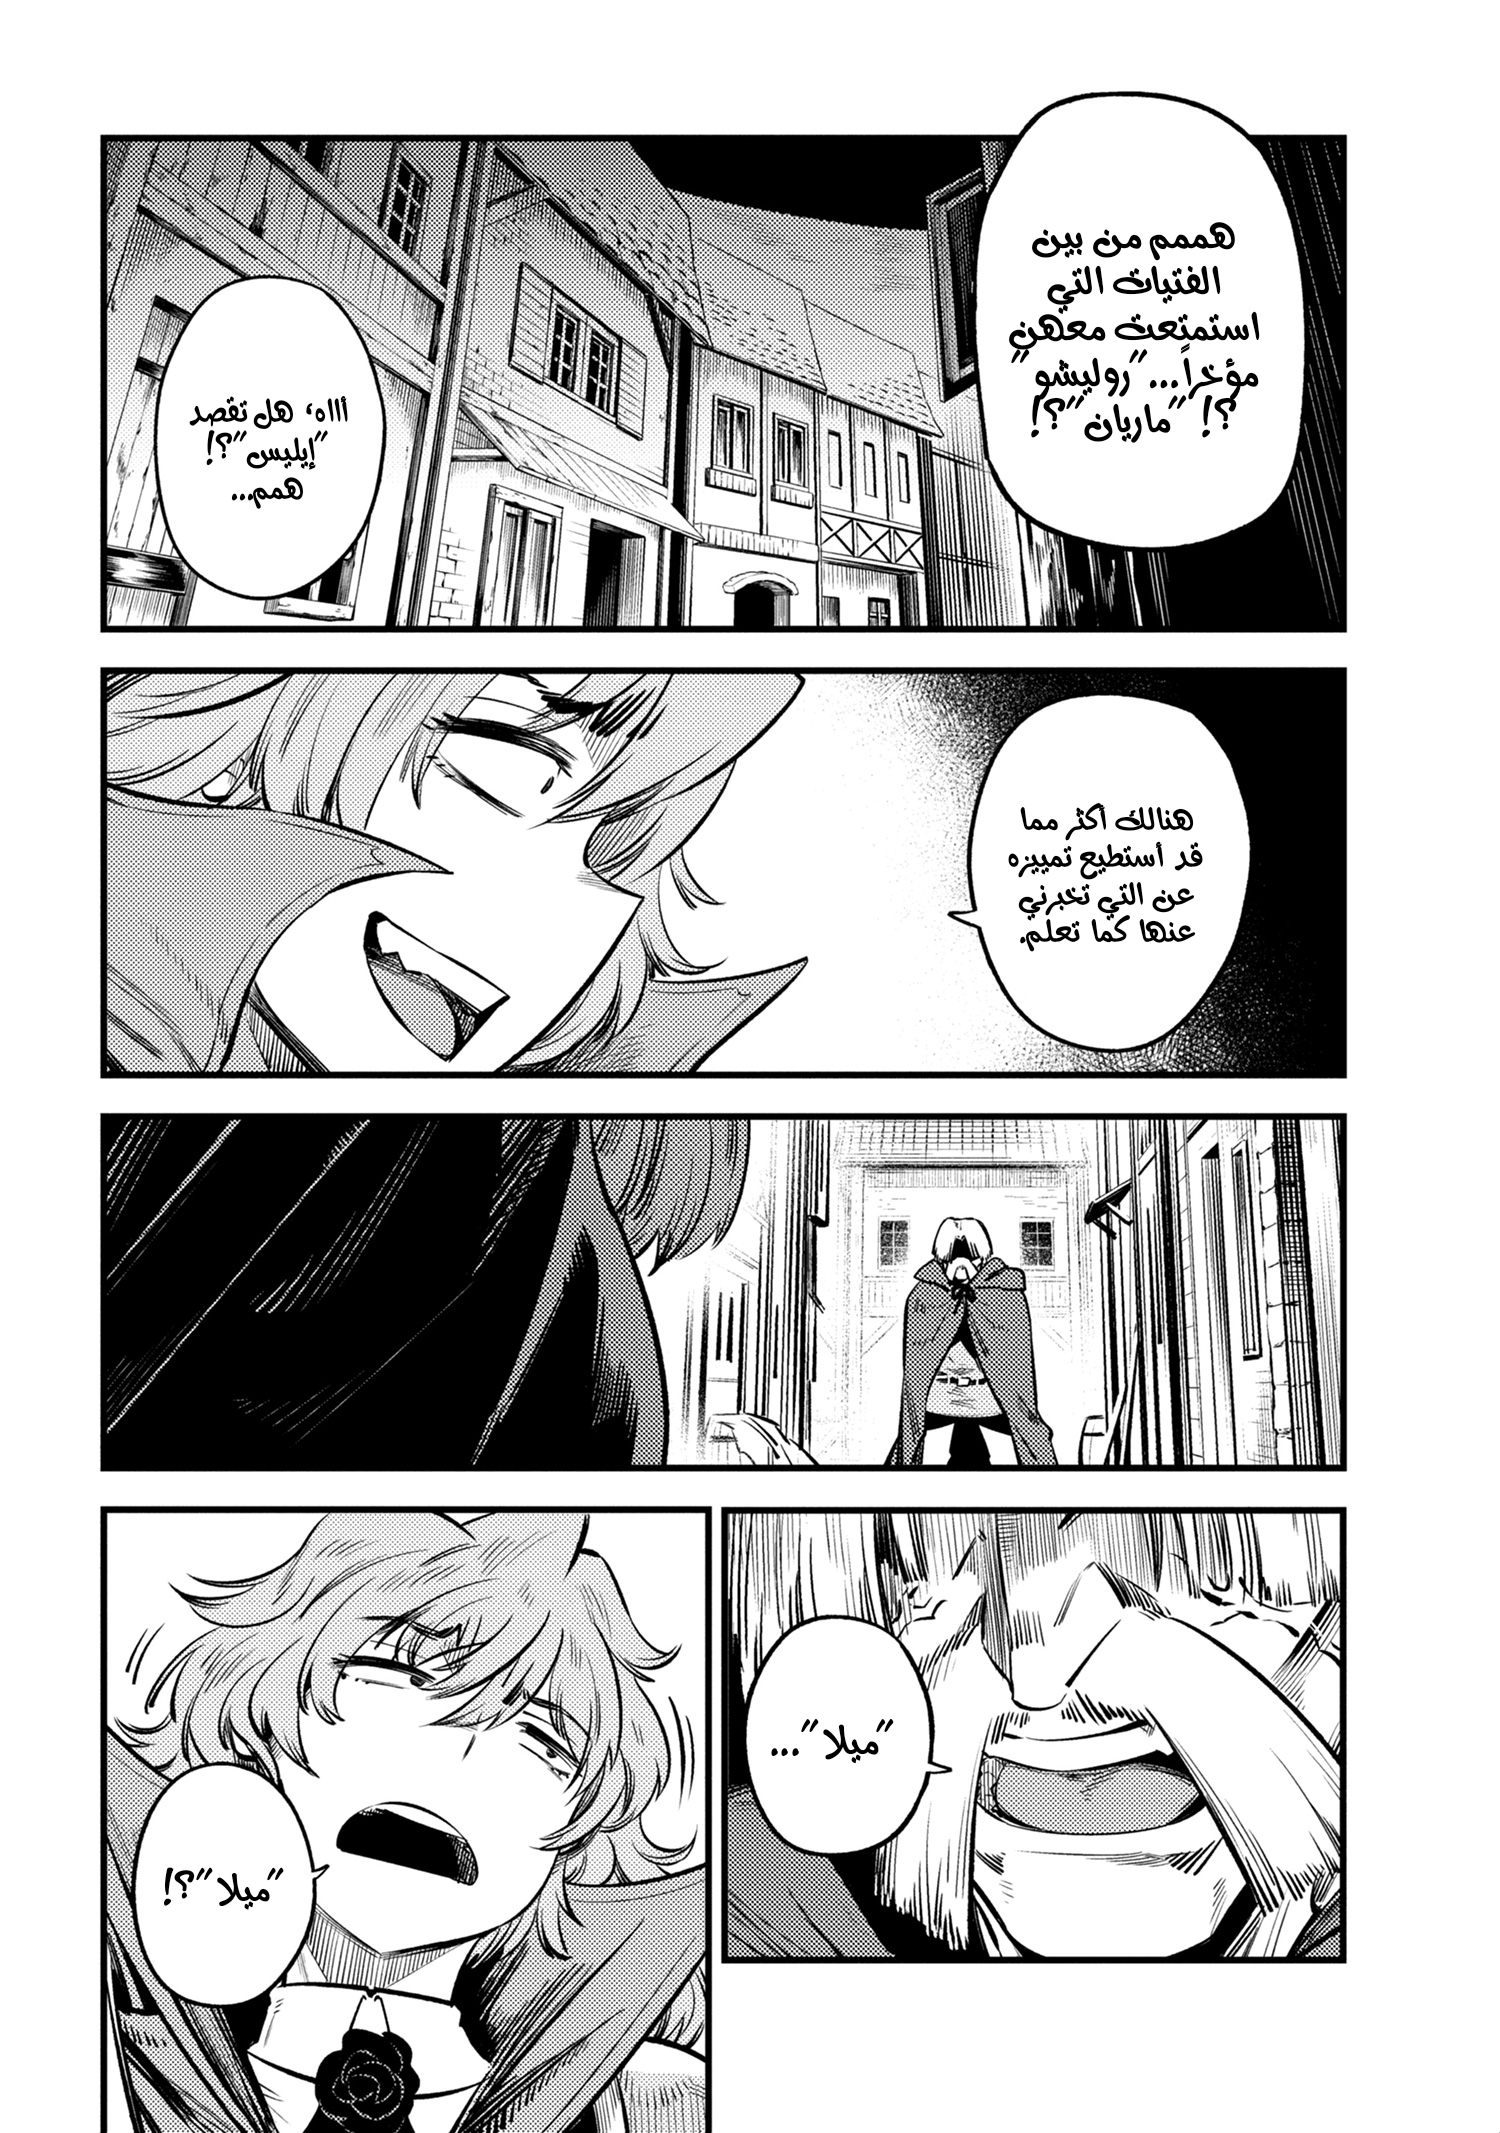 هممم من بين
الفتيات التي
استمتعت معهن
مؤخراً..."روليشو"
؟! "ماريان"؟!
أااه، هل تقصد
"إيليس"؟!
همم...
هنالك أكثر مما
قد أستطيع تمييزه
عن التي تخبرني
عنها كما تعلم.
"ميلا"...
"ميلا"؟!